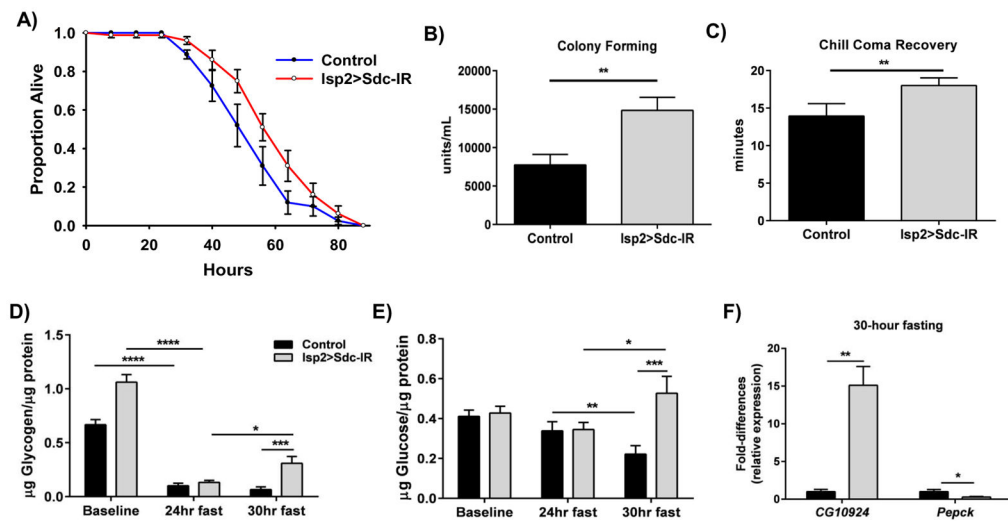 A)
Proportion Alive
1.0
0.8
0.6
0.4
0.2
0.0
0 20 40 60 80
Hours
Control
lsp2>Sdc-IR
B)
Colony Forming
**
units/mL
20000
15000
10000
5000
0
Control lsp2>Sdc-IR
C)
Chill Coma Recovery
**
minutes
20
15
10
5
0
Control lsp2>Sdc-IR
D)
µg Glycogen/µg protein
1.5
1.0
0.5
0.0
****
****
*
***
Control
lsp2>Sdc-IR
Baseline 24hr fast 30hr fast
E)
µg Glucose/µg protein
0.8
0.6
0.4
0.2
0.0
*
***
**
Baseline 24hr fast 30hr fast
F)
30-hour fasting
Fold-differences
(relative expression)
20
15
10
5
0
**
*
CG10924 Pepck